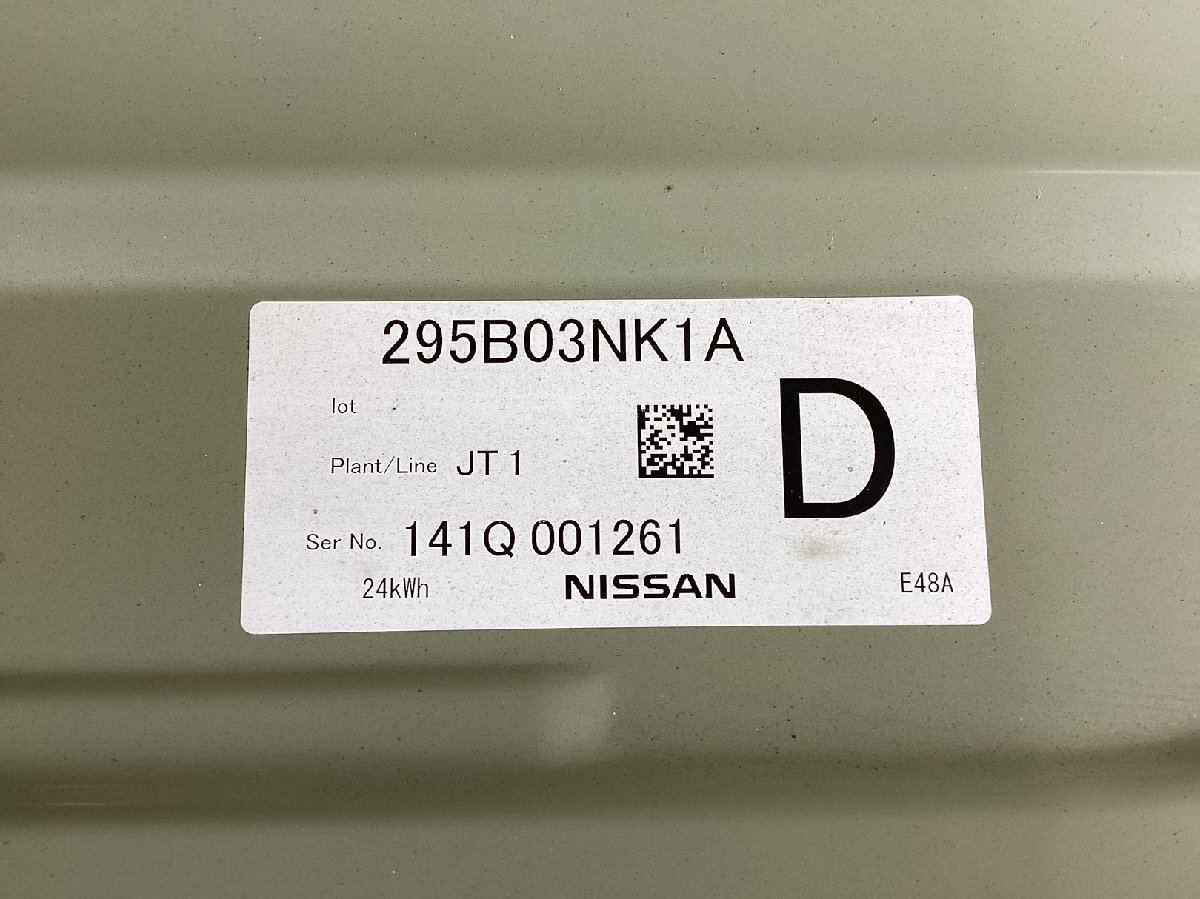 295B03NK1A
lot
D
Plant/Line JT1
Ser No. 141Q 001261
24kWh NISSAN E48A